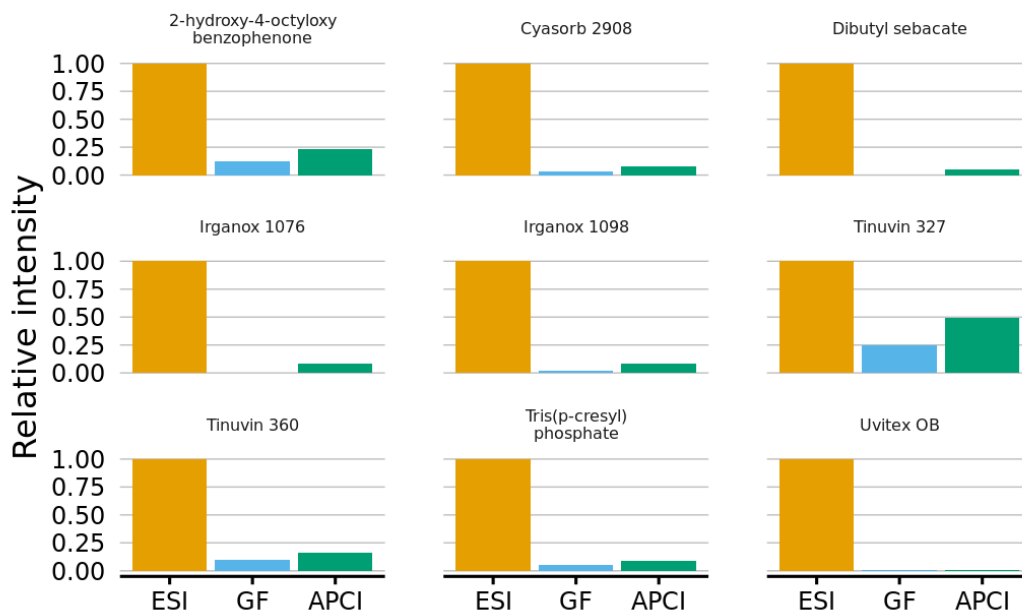 2-hydroxy-4-octyloxy
benzophenone
Cyasorb 2908
Dibutyl sebacate
1.00
0.75
0.50
0.25
0.00
Irganox 1076
Irganox 1098
Tinuvin 327
1.00
0.75
0.50
0.25
0.00
Relative intensity
Tinuvin 360
Tris(p-cresyl)
phosphate
Uvitex OB
1.00
0.75
0.50
0.25
0.00
ESI GF APCI
ESI GF APCI
ESI GF APCI